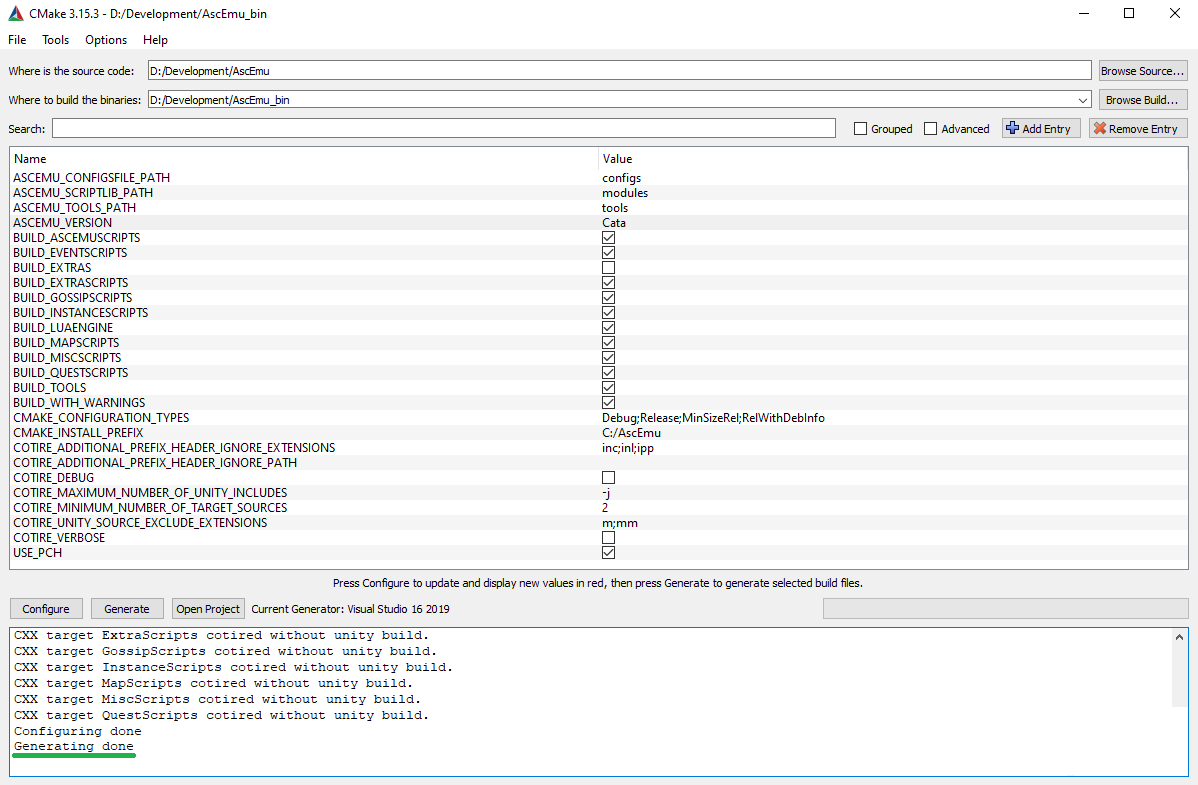 CMake 3.15.3 - D:/Development/AscEmu_bin
File Tools Options Help
Where is the source code: D:/Development/AscEmu Browse Source...
Where to build the binaries: D:/Development/AscEmu_bin Browse Build...
Search: Grouped Advanced Add Entry Remove Entry
Name Value
ASCEMU_CONFIGSFILE_PATH configs
ASCEMU_SCRIPTLIB_PATH modules
ASCEMU_TOOLS_PATH tools
ASCEMU_VERSION Cata
BUILD_ASCEMUSCRIPTS
BUILD_EVENTSCRIPTS
BUILD_EXTRAS
BUILD_EXTRASCRIPTS
BUILD_GOSSIPSCRIPTS
BUILD_INSTANCESCRIPTS
BUILD_LUAENGINE
BUILD_MAPSCRIPTS
BUILD_MISCSCRIPTS
BUILD_QUESTSCRIPTS
BUILD_TOOLS
BUILD_WITH_WARNINGS
CMAKE_CONFIGURATION_TYPES Debug;Release;MinSizeRel;RelWithDebInfo
CMAKE_INSTALL_PREFIX C:/AscEmu
COTIRE_ADDITIONAL_PREFIX_HEADER_IGNORE_EXTENSIONS inc;inl;ipp
COTIRE_ADDITIONAL_PREFIX_HEADER_IGNORE_PATH
COTIRE_DEBUG
COTIRE_MAXIMUM_NUMBER_OF_UNITY_INCLUDES -j
COTIRE_MINIMUM_NUMBER_OF_TARGET_SOURCES 2
COTIRE_UNITY_SOURCE_EXCLUDE_EXTENSIONS m;mm
COTIRE_VERBOSE
USE_PCH
Press Configure to update and display new values in red, then press Generate to generate selected build files.
Configure Generate Open Project Current Generator: Visual Studio 16 2019
CXX target ExtraScripts cotired without unity build.
CXX target GossipScripts cotired without unity build.
CXX target InstanceScripts cotired without unity build.
CXX target MapScripts cotired without unity build.
CXX target MiscScripts cotired without unity build.
CXX target QuestScripts cotired without unity build.
Configuring done
Generating done